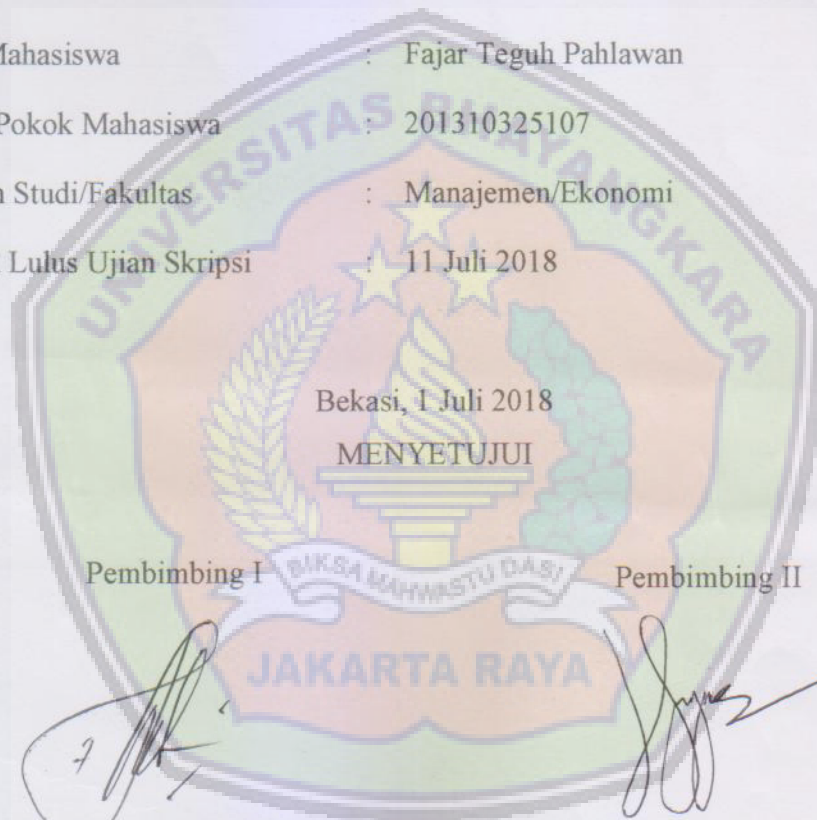 Mahasiswa : Fajar Teguh Pahlawan
Pokok Mahasiswa : 201310325107
Studi/Fakultas : Manajemen/Ekonomi
Lulus Ujian Skripsi : 11 Juli 2018
UNIVERSITAS BHAYANGKARA
Bekasi, 1 Juli 2018
MENYETUJUI
Pembimbing I
Pembimbing II
BIKSA MAHWASTU DASI
JAKARTA RAYA